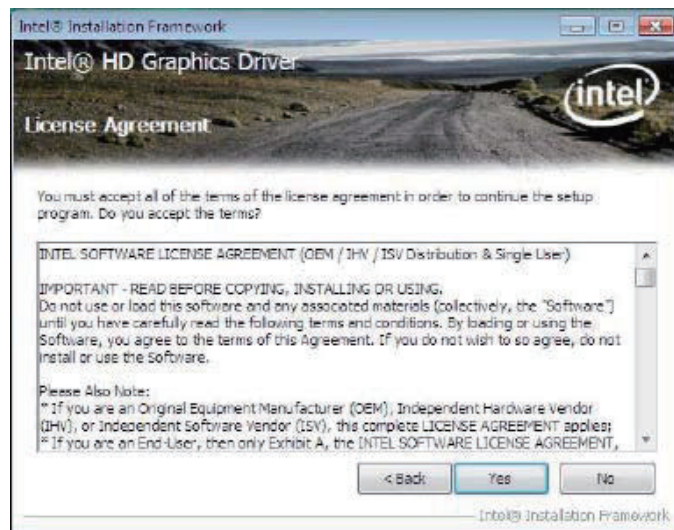 Intel® Installation Framework
Intel® HD Graphics Driver
intel
License Agreement
You must accept all of the terms of the license agreement in order to continue the setup
program. Do you accept the terms?
INTEL SOFTWARE LICENSE AGREEMENT (OEM / IHV / ISV Distribution & Single User)
IMPORTANT - READ BEFORE COPYING, INSTALLING OR USING.
Do not use or load this software and any associated materials (collectively, the "Software")
until you have carefully read the following terms and conditions. By loading or using the
Software, you agree to the terms of this Agreement. If you do not wish to so agree, do not
install or use the Software.
Please Also Note:
* If you are an Original Equipment Manufacturer (OEM), Independent Hardware Vendor
(IHV), or Independent Software Vendor (ISV), this complete LICENSE AGREEMENT applies;
* If you are an End-User, then only Exhibit A, the INTEL SOFTWARE LICENSE AGREEMENT,
< Back Yes No
Intel® Installation Framework